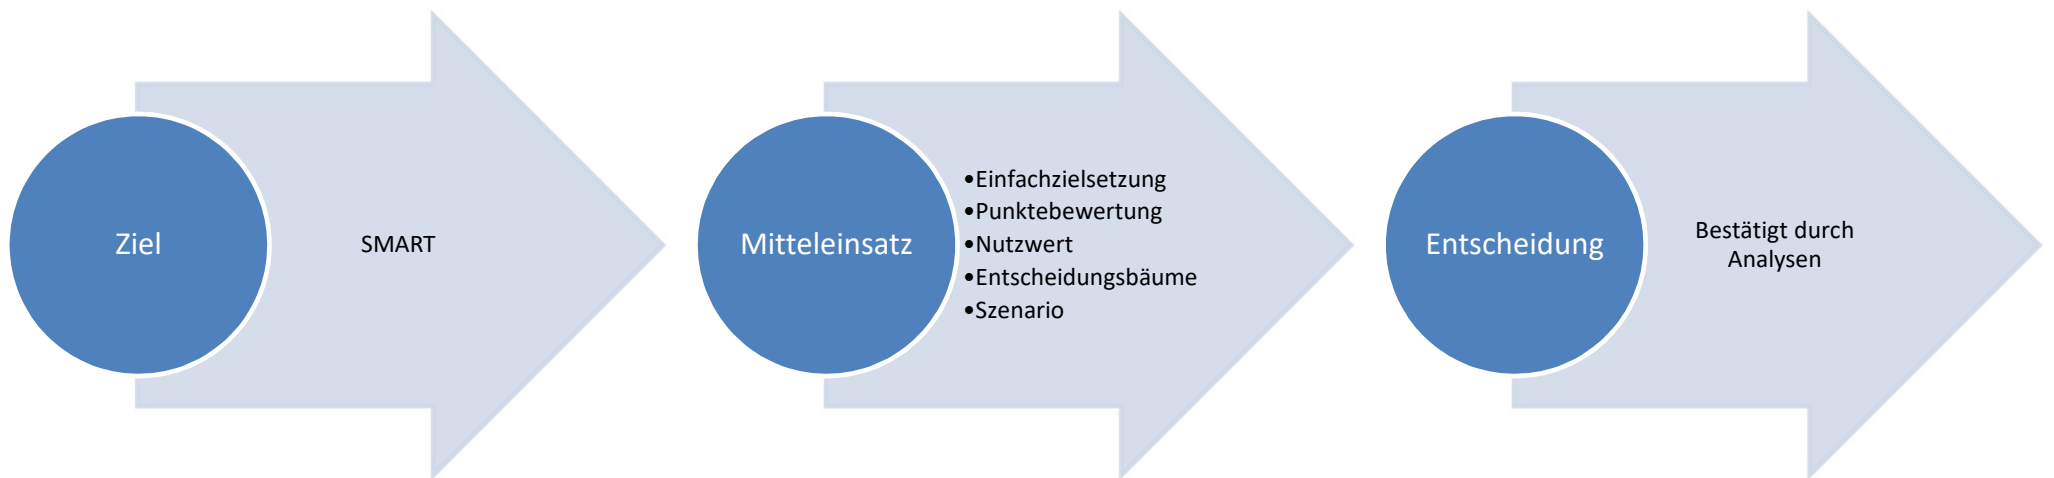 Ziel
SMART
Mitteleinsatz
•Einfachzielsetzung
•Punktebewertung
•Nutzwert
•Entscheidungsbäume
•Szenario
Entscheidung
Bestätigt durch
Analysen